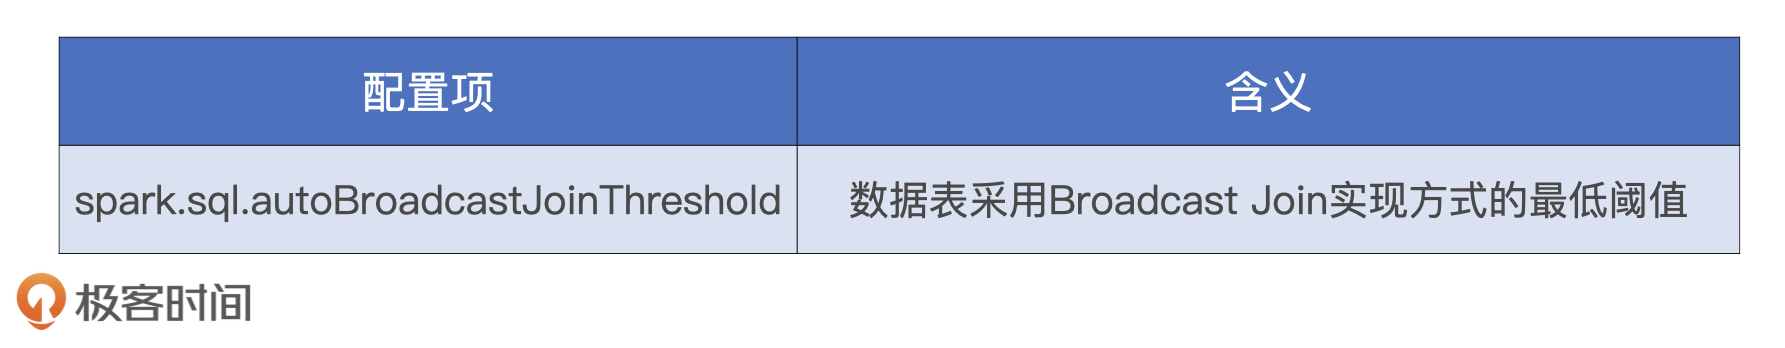 配置项
含义
spark.sql.autoBroadcastJoinThreshold
数据表采用Broadcast Join实现方式的最低阈值
极客时间